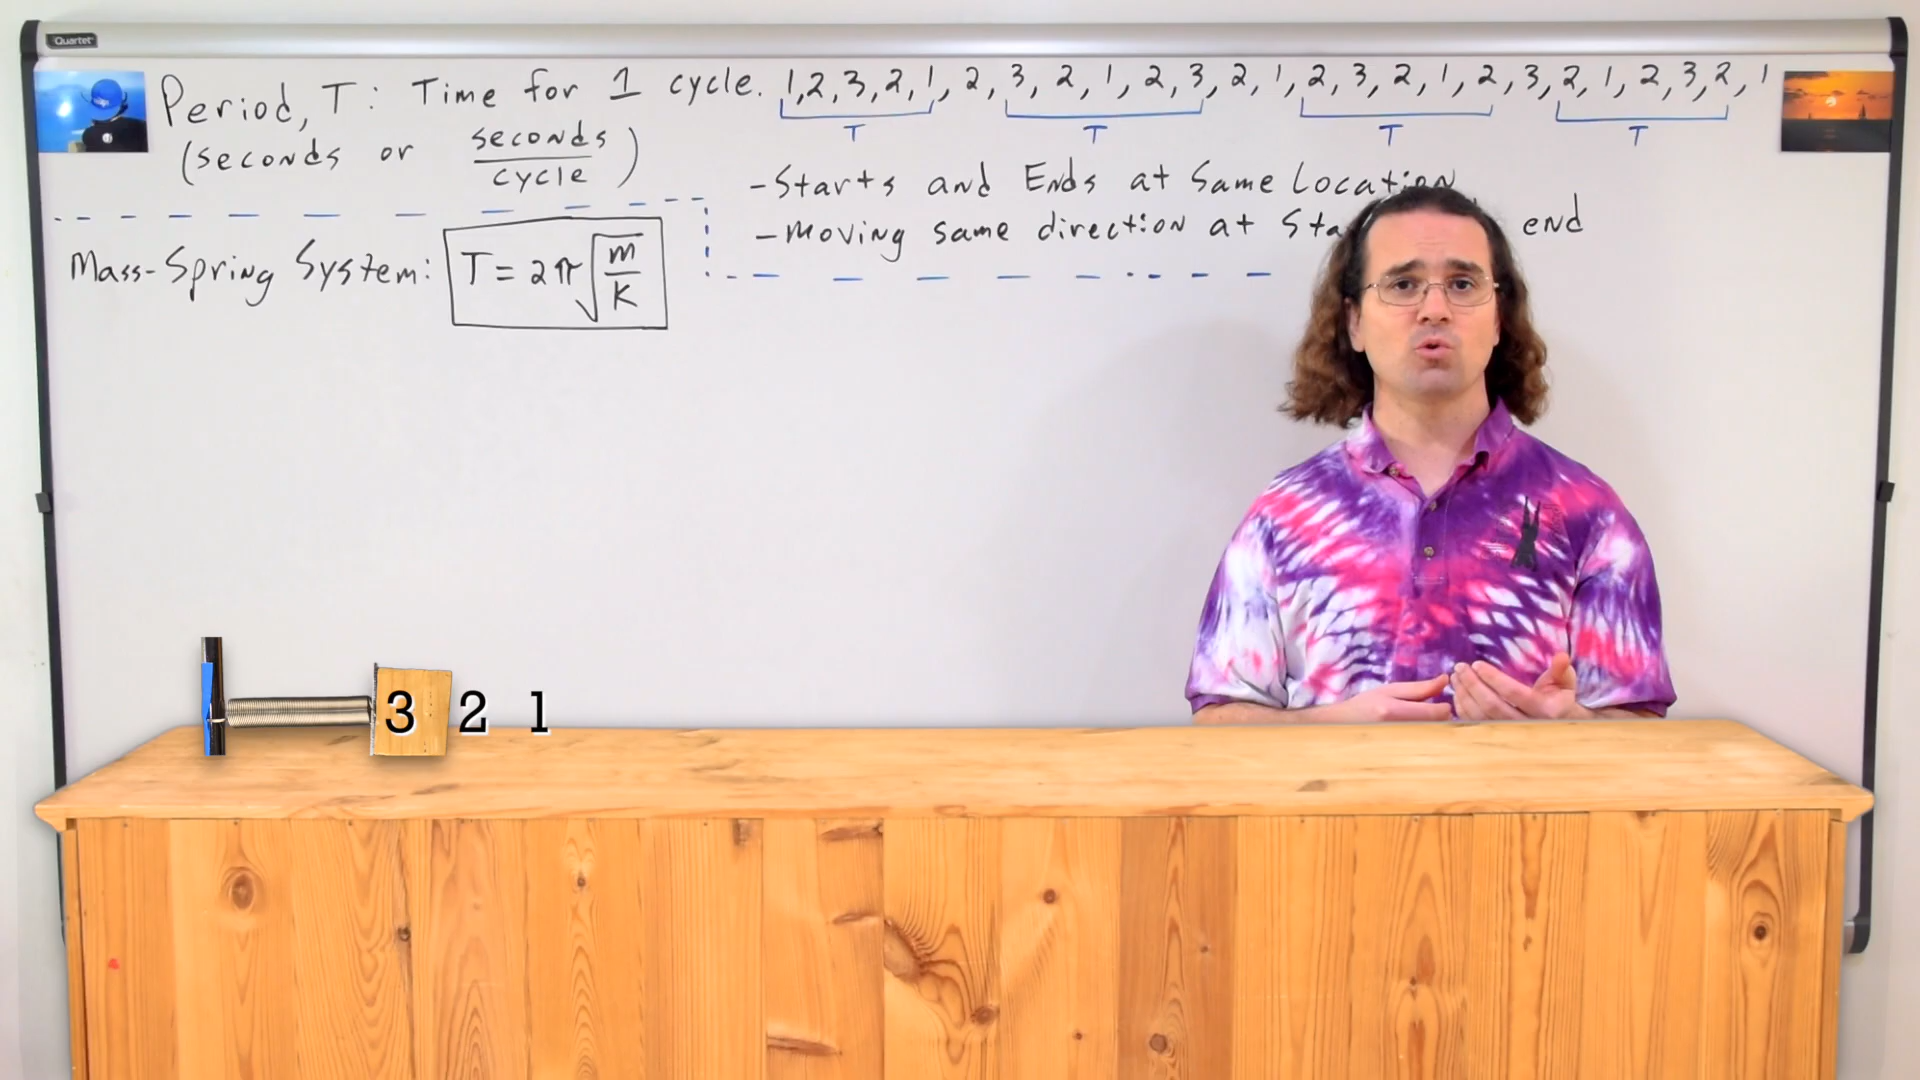 Quartet
Period, T: Time for 1 cycle. 1,2,3,2,1, 2, 3, 2, 1, 2, 3, 2, 1, 2, 3, 2, 1, 2, 3, 2, 1, 2, 3, 2, 1
T T T T
(seconds or seconds/cycle)
-Starts and Ends at Same Location
-Moving same direction at end
Mass-Spring System: T = 2π√m/k
3 2 1